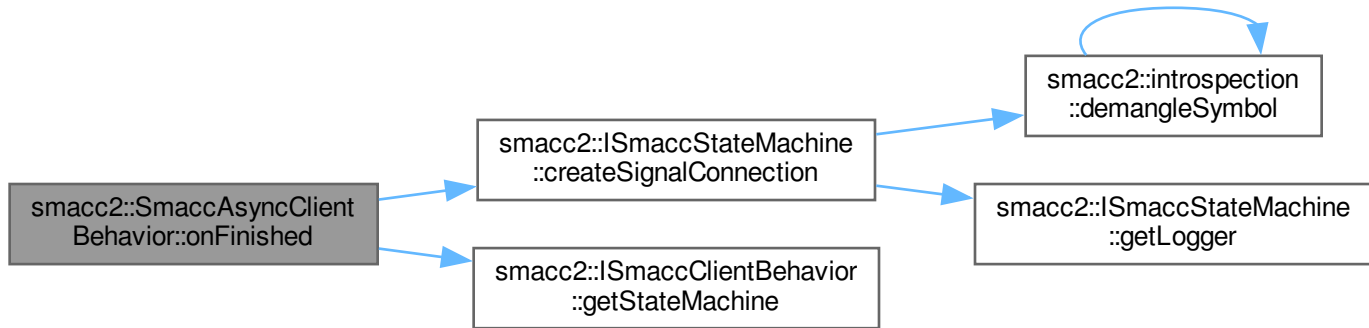 smacc2::SmaccAsyncClient
Behavior::onFinished
smacc2::ISmaccStateMachine
::createSignalConnection
smacc2::ISmaccClientBehavior
::getStateMachine
smacc2::introspection
::demangleSymbol
smacc2::ISmaccStateMachine
::getLogger